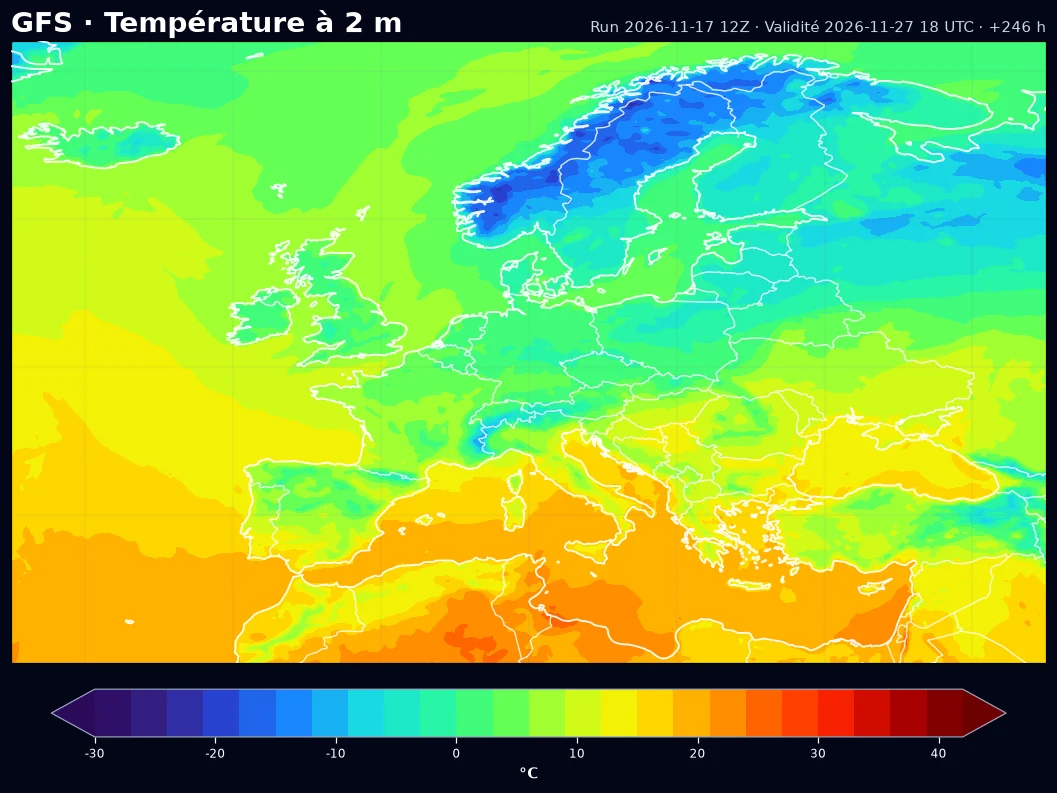 GFS · Température à 2 m
Run 2026-11-17 12Z · Validité 2026-11-27 18 UTC · +246 h
-30 -20 -10 0 10 20 30 40
°C